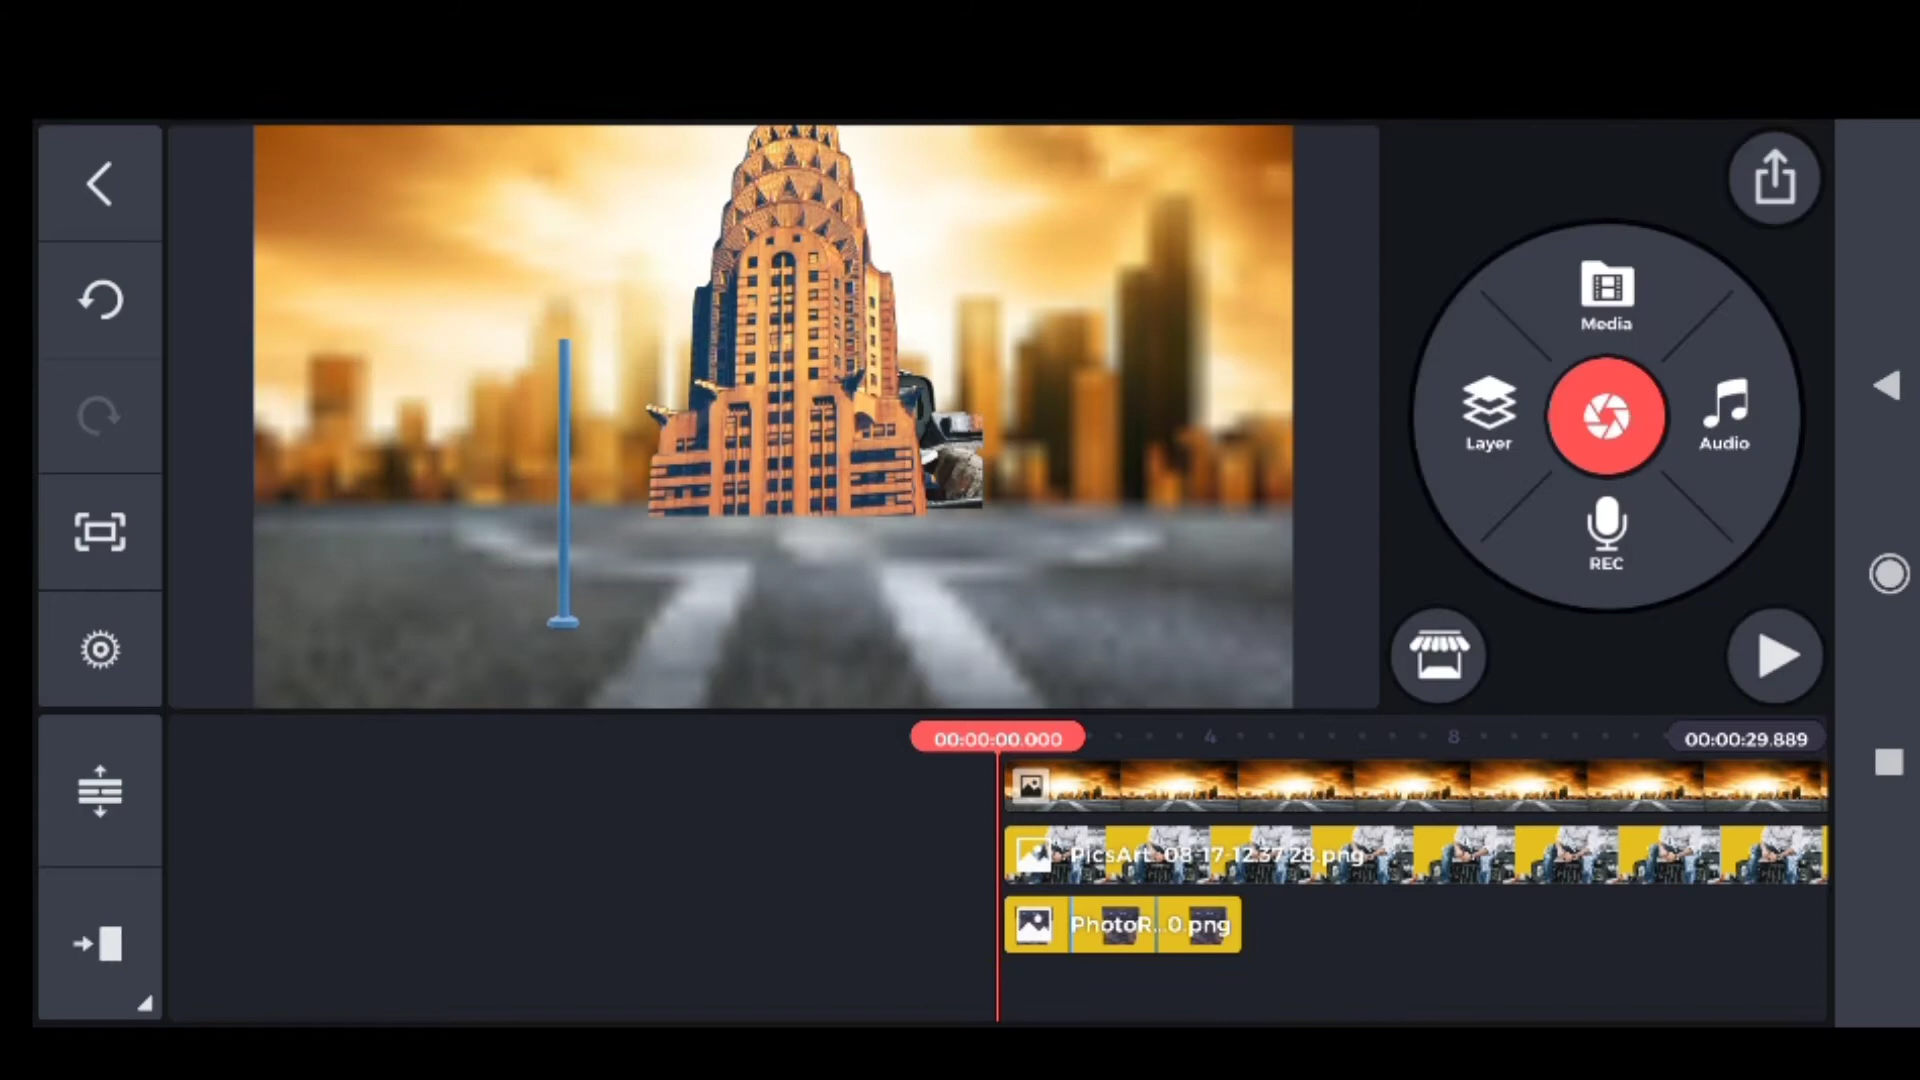 Media
Layer
Audio
REC
00:00:00.000
4
8
00:00:29.889
PicsArt_08-17-12.37.28.png
PhotoR...0.png